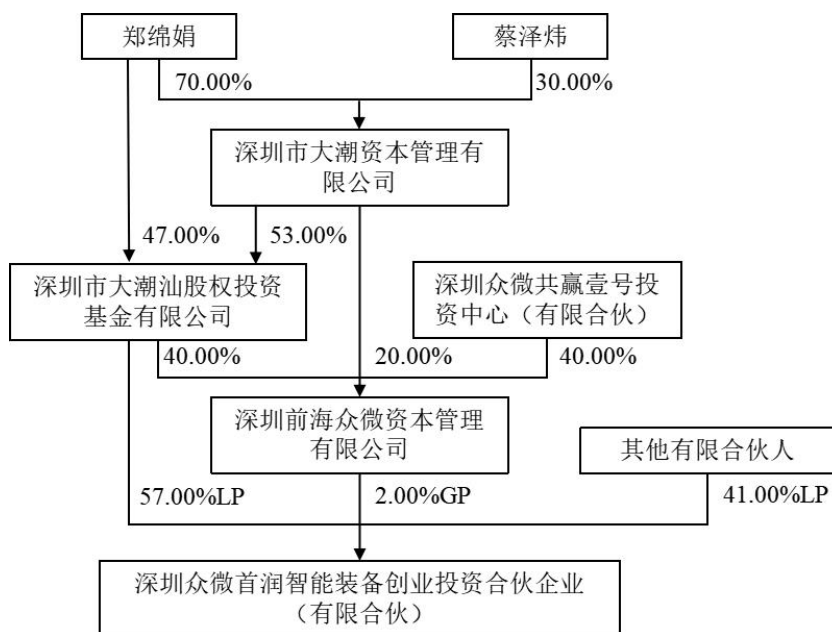 郑绵娟
蔡泽炜
70.00%
30.00%
深圳市大潮资本管理有
限公司
47.00%
53.00%
深圳市大潮汕股权投资
基金有限公司
深圳众微共赢壹号投
资中心（有限合伙）
40.00%
20.00%
40.00%
深圳前海众微资本管理
有限公司
其他有限合伙人
57.00%LP
2.00%GP
41.00%LP
深圳众微首润智能装备创业投资合伙企业
（有限合伙）